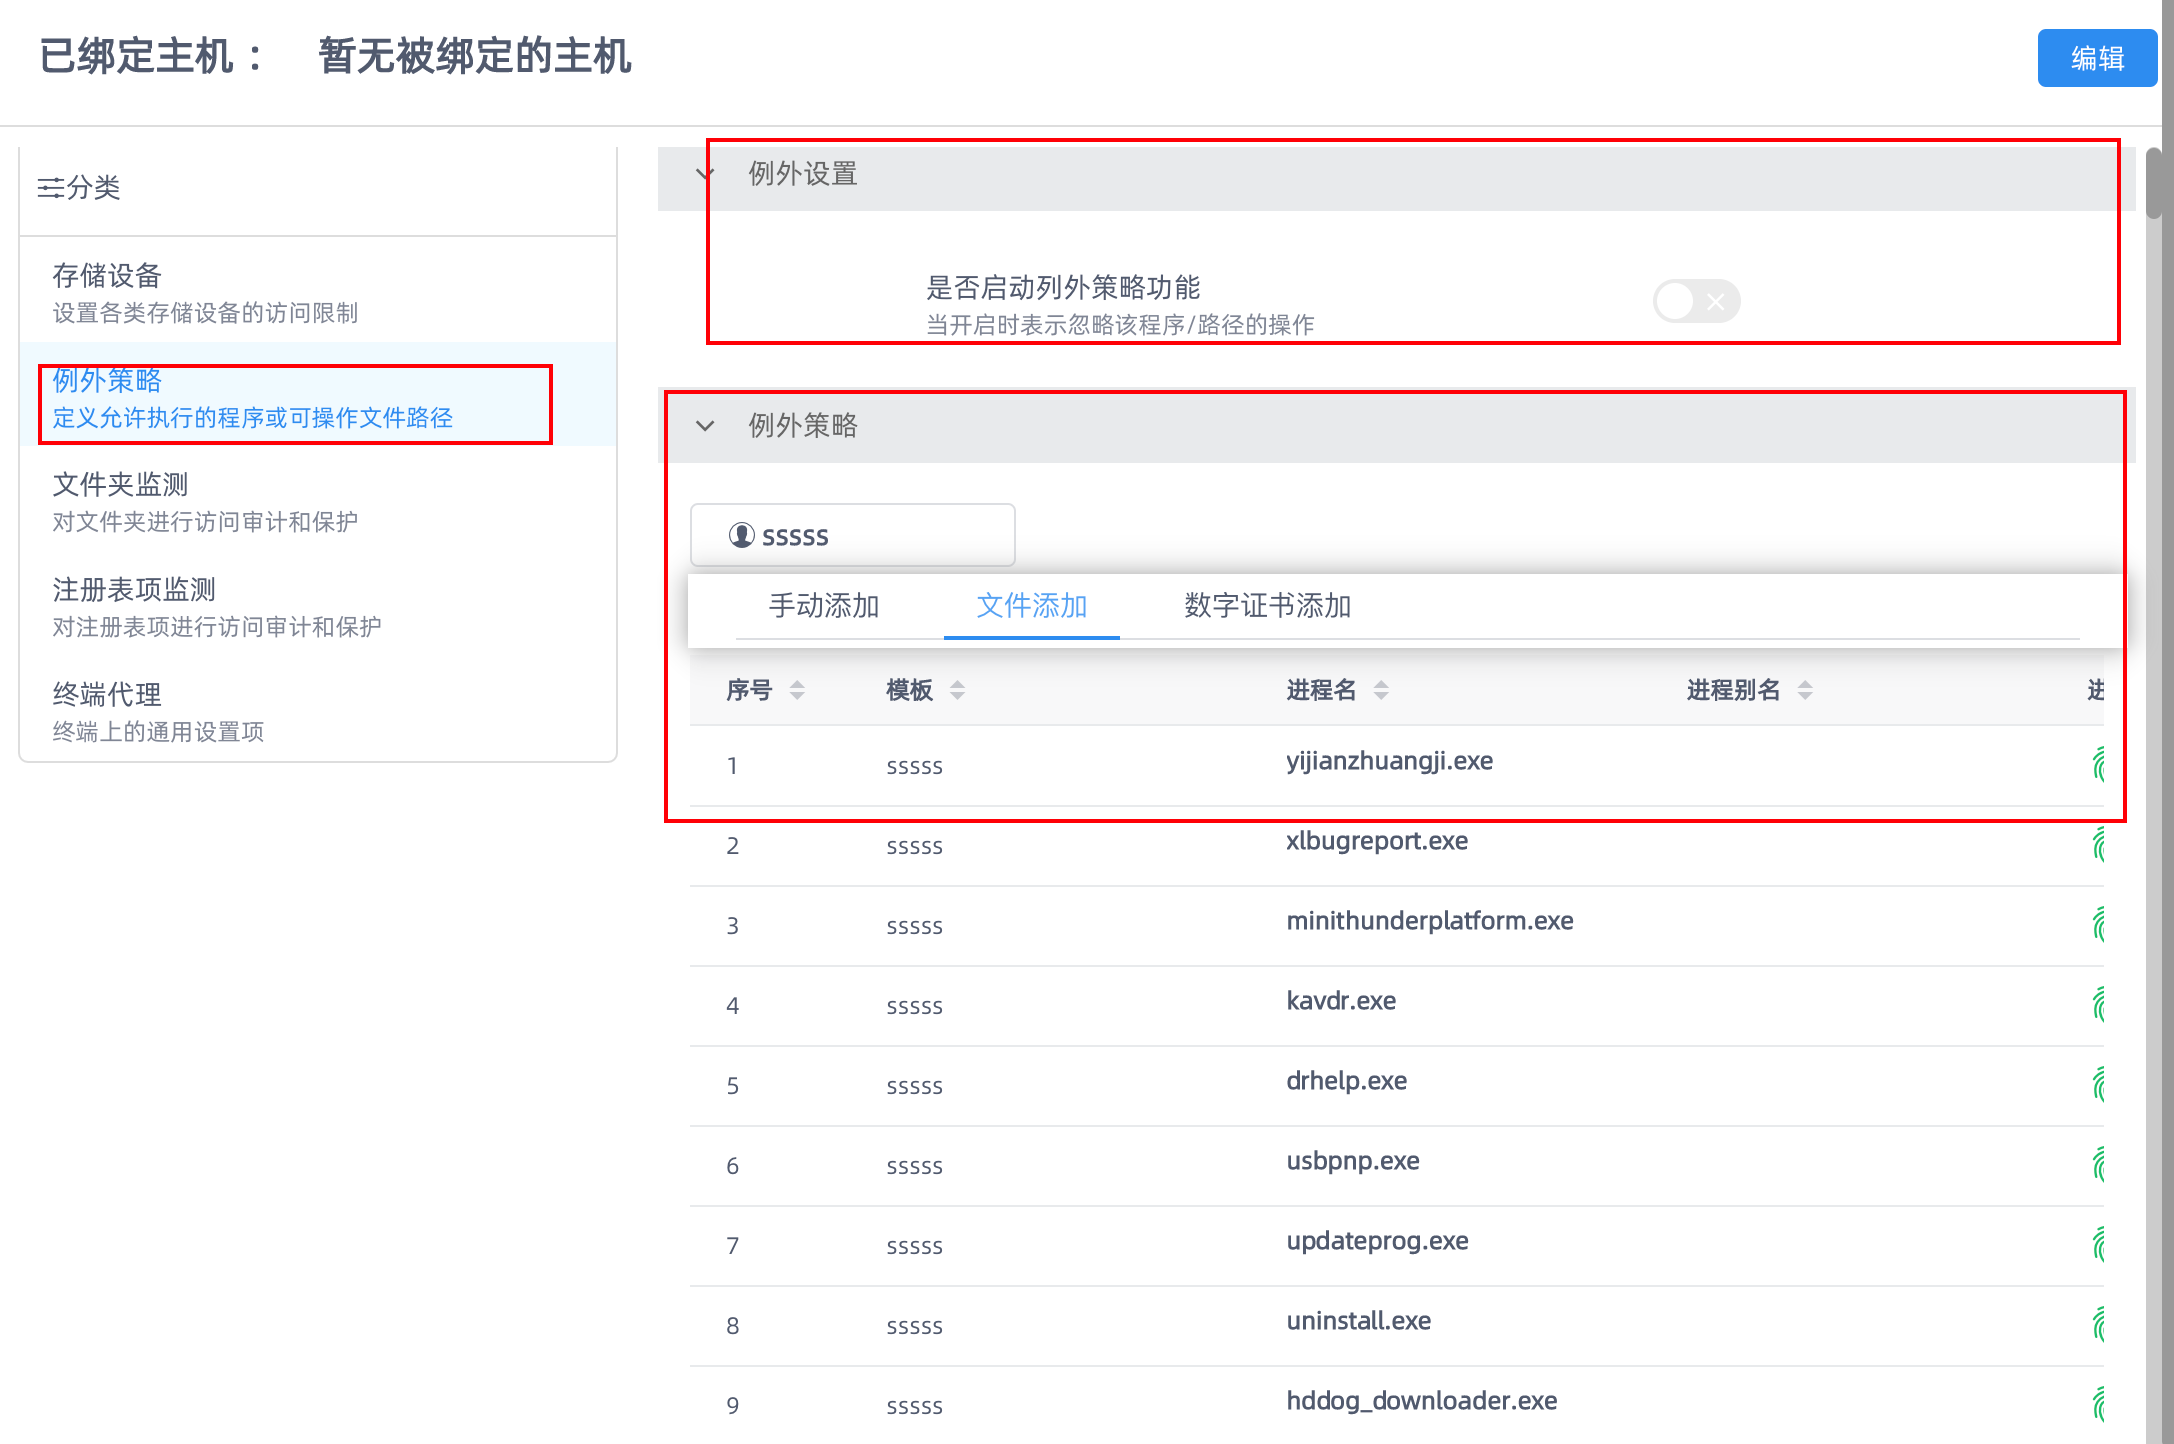 已绑定主机 ： 暂无被绑定的主机
编辑
分类
存储设备
设置各类存储设备的访问限制
例外策略
定义允许执行的程序或可操作文件路径
文件夹监测
对文件夹进行访问审计和保护
注册表项监测
对注册表项进行访问审计和保护
终端代理
终端上的通用设置项
例外设置
是否启动列外策略功能
当开启时表示忽略该程序/路径的操作
例外策略
sssss
手动添加 文件添加 数字证书添加
序号 模板 进程名 进程别名 进
1 sssss yijianzhuangji.exe
2 sssss xlbugreport.exe
3 sssss minithunderplatform.exe
4 sssss kavdr.exe
5 sssss drhelp.exe
6 sssss usbpnp.exe
7 sssss updateprog.exe
8 sssss uninstall.exe
9 sssss hddog_downloader.exe